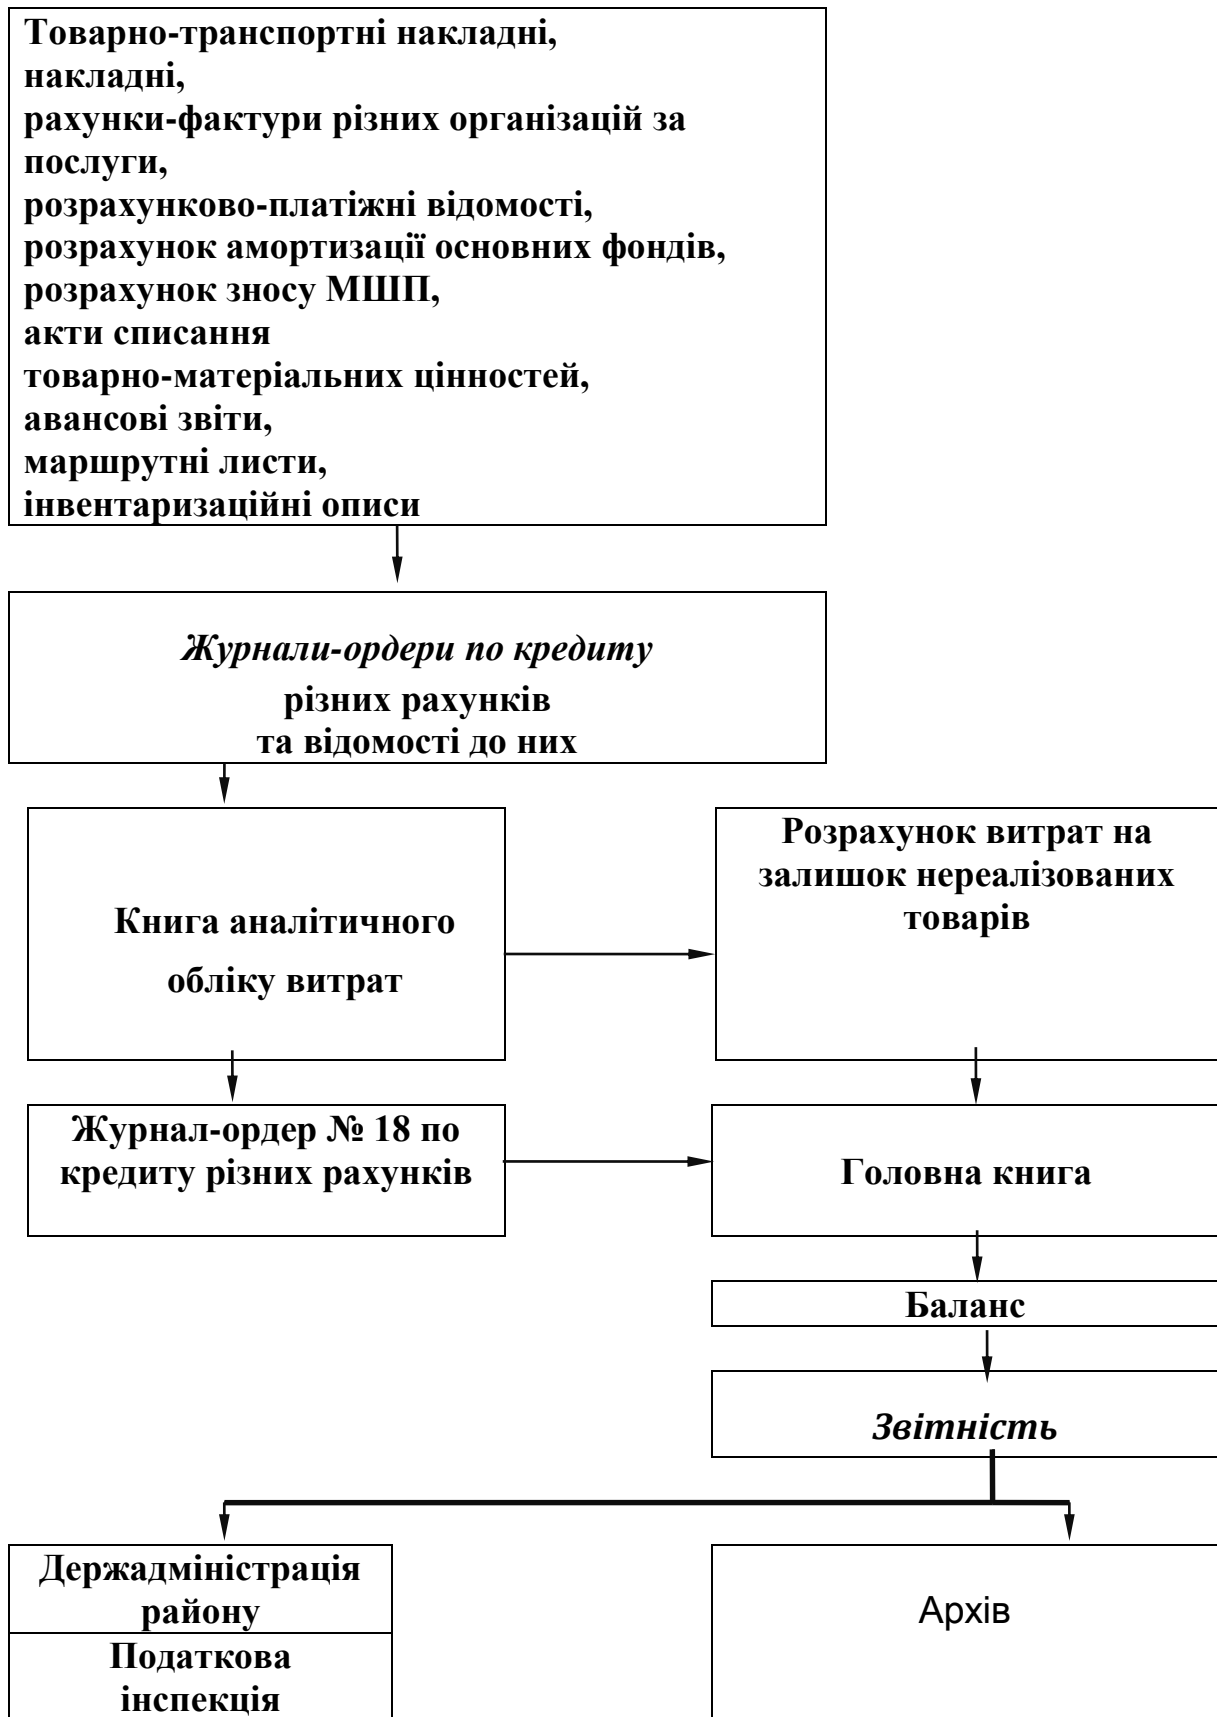 Товарно-транспортні накладні,
накладні,
рахунки-фактури різних організацій за
послуги,
розрахунково-платіжні відомості,
розрахунок амортизації основних фондів,
розрахунок зносу МШП,
акти списання
товарно-матеріальних цінностей,
авансові звіти,
маршрутні листи,
інвентаризаційні описи
Журнали-ордери по кредиту
різних рахунків
та відомості до них
Книга аналітичного
обліку витрат
Розрахунок витрат на
залишок нереалізованих
товарів
Журнал-ордер № 18 по
кредиту різних рахунків
Головна книга
Баланс
Звітність
Держадміністрація
району
Податкова
інспекція
Архів